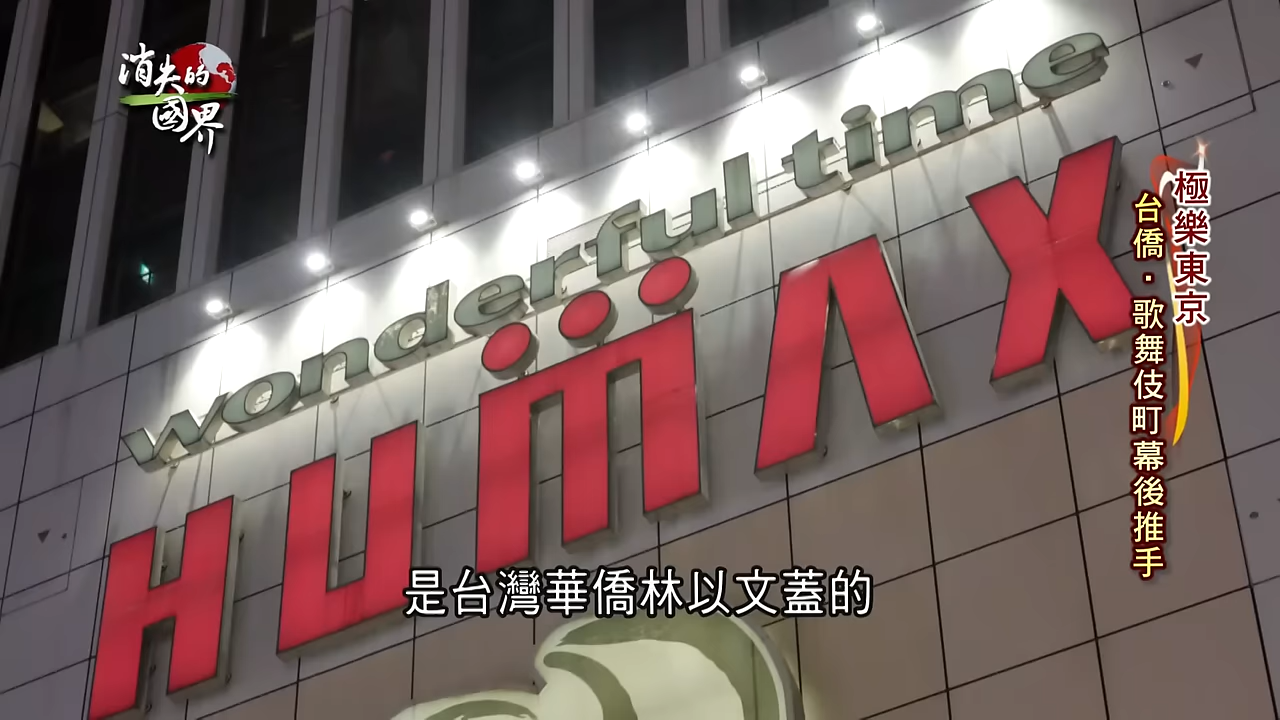 消失的
國界
極樂東京
台僑·歌舞伎町幕後推手
wonderful time
HUMAX
是台灣華僑林以文蓋的